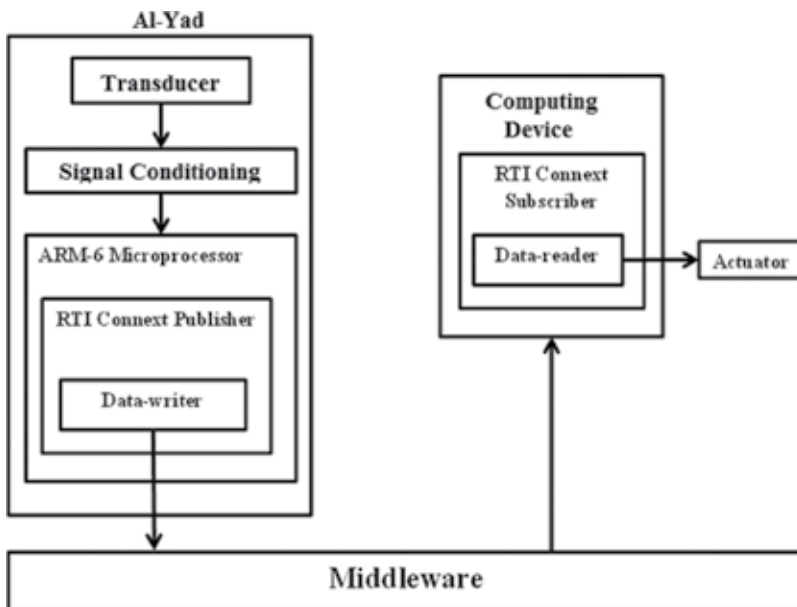 Al-Yad
Transducer
Signal Conditioning
ARM-6 Microprocessor
RTI Connext Publisher
Data-writer
Computing
Device
RTI Connext
Subscriber
Data-reader
Actuator
Middleware